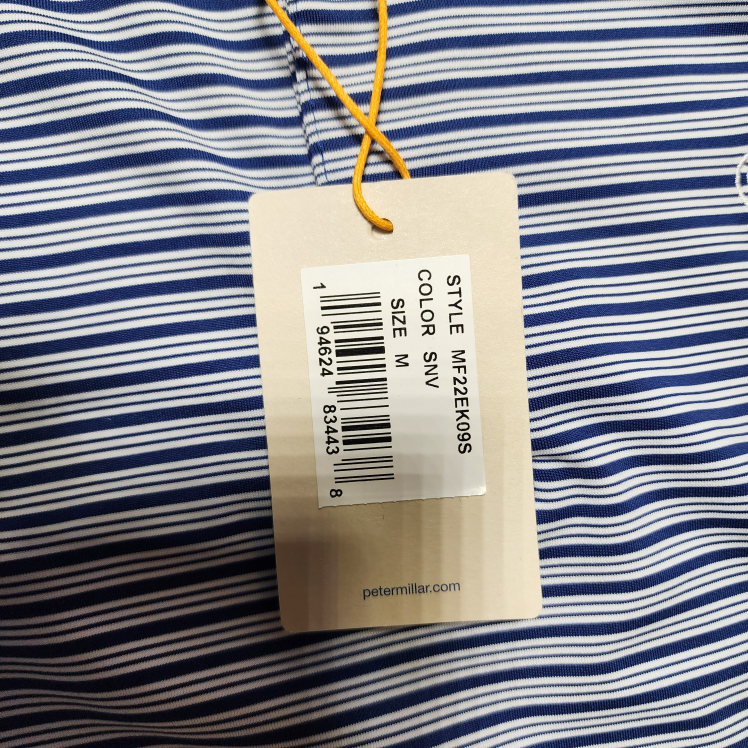 STYLE MF22EK09S
COLOR SNV
SIZE M
1 94624 83443 8
petermillar.com